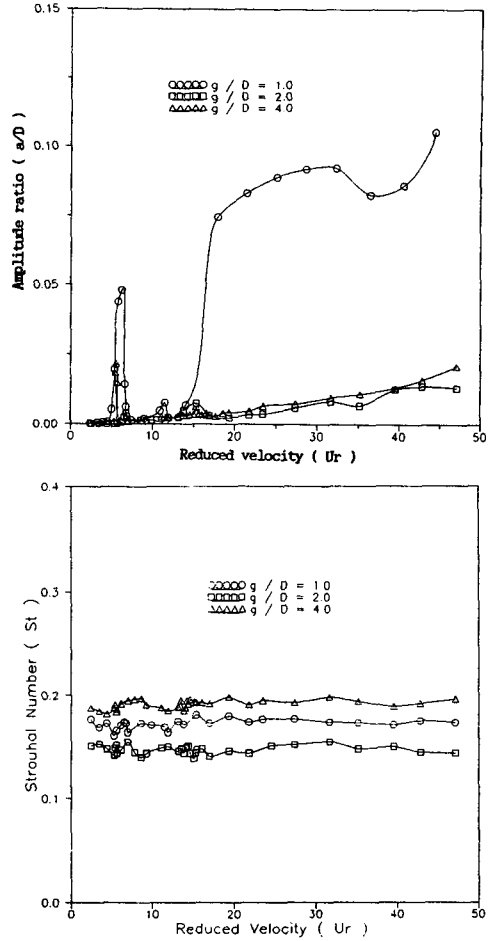 0.15
0.10
0.05
0.00
Amplitude ratio ( a/D )
g / D = 1.0
g / D = 2.0
g / D = 4.0
0 10 20 30 40 50
Reduced velocity ( Ur )
0.4
0.3
0.2
0.1
0.0
Strouhal Number ( St )
g / D = 1.0
g / D = 2.0
g / D = 4.0
0 10 20 30 40 50
Reduced Velocity ( Ur )